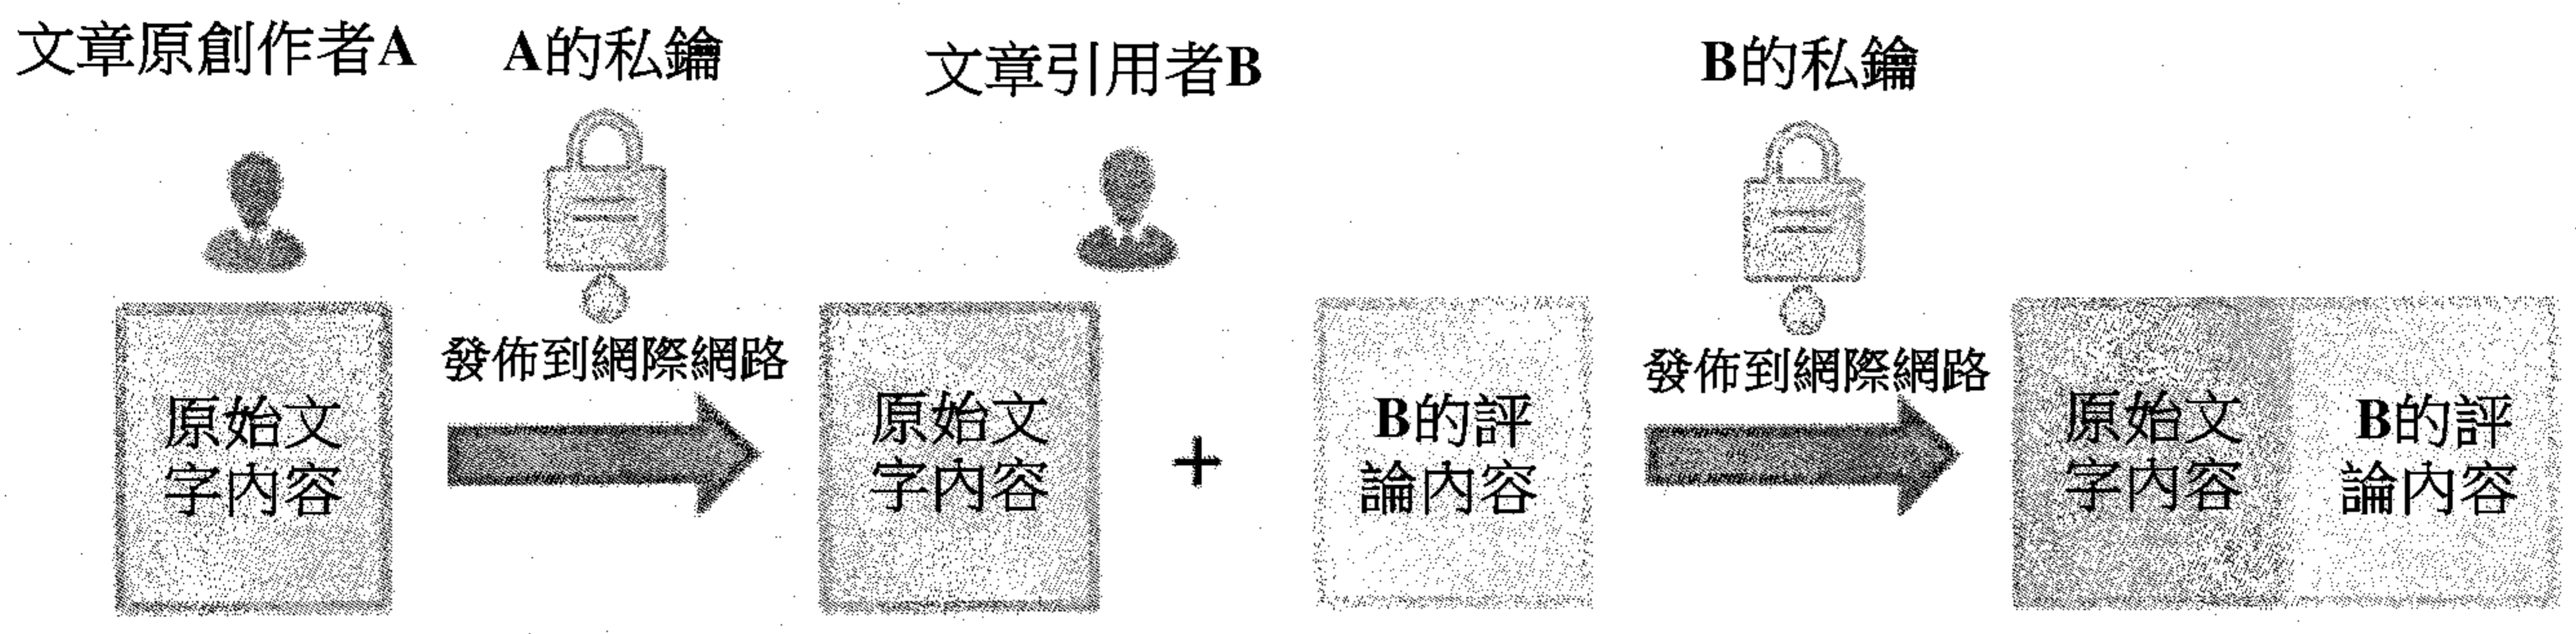 文章原創作者A
A的私鑰
文章引用者B
B的私鑰
發佈到網際網路
發佈到網際網路
原始文
字內容
原始文
字內容
+
B的評
論內容
原始文
字內容
B的評
論內容